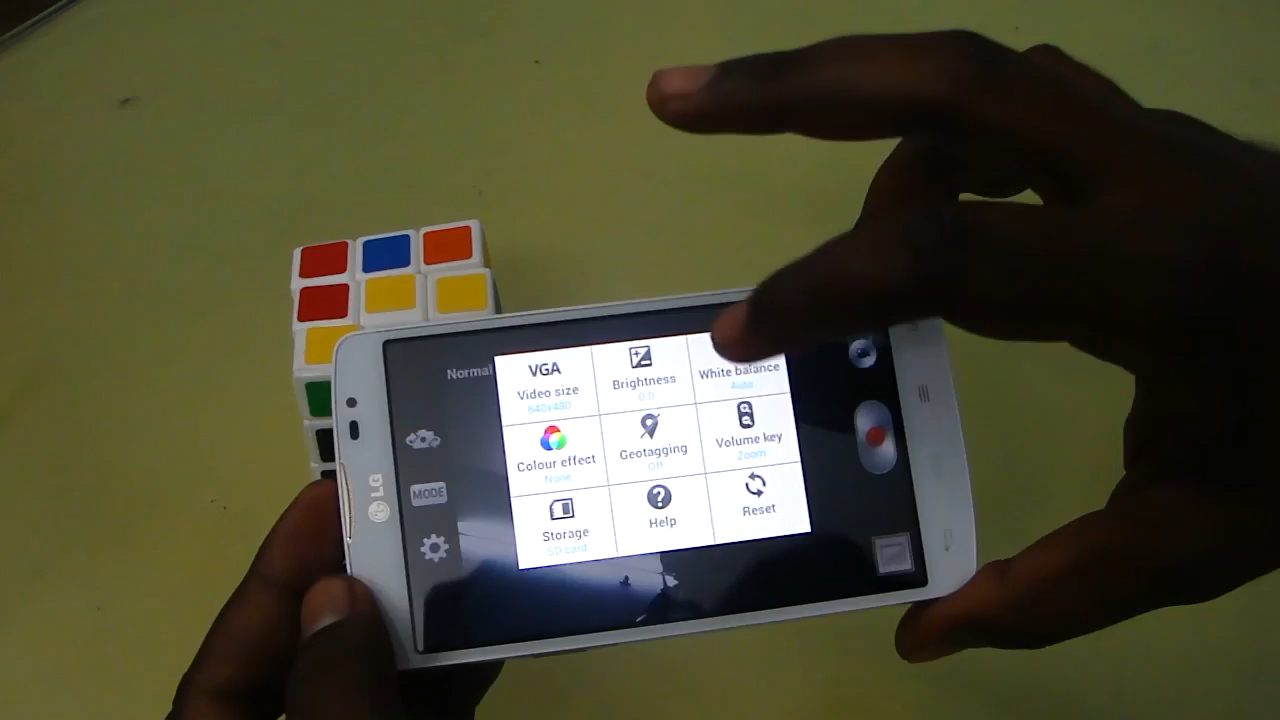 Normal
VGA
Video size
640x480
Brightness
0.0
White balance
Auto
Colour effect
None
Geotagging
Off
Volume key
Zoom
Storage
SD card
Help
Reset
MODE
LG